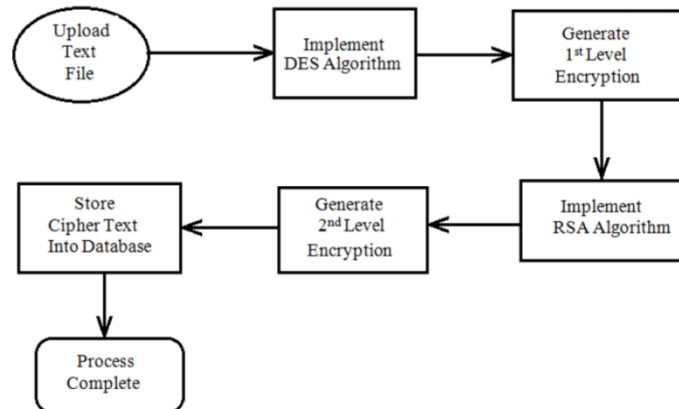 Upload
Text
File
Implement
DES Algorithm
Generate
1st Level
Encryption
Implement
RSA Algorithm
Generate
2nd Level
Encryption
Store
Cipher Text
Into Database
Process
Complete